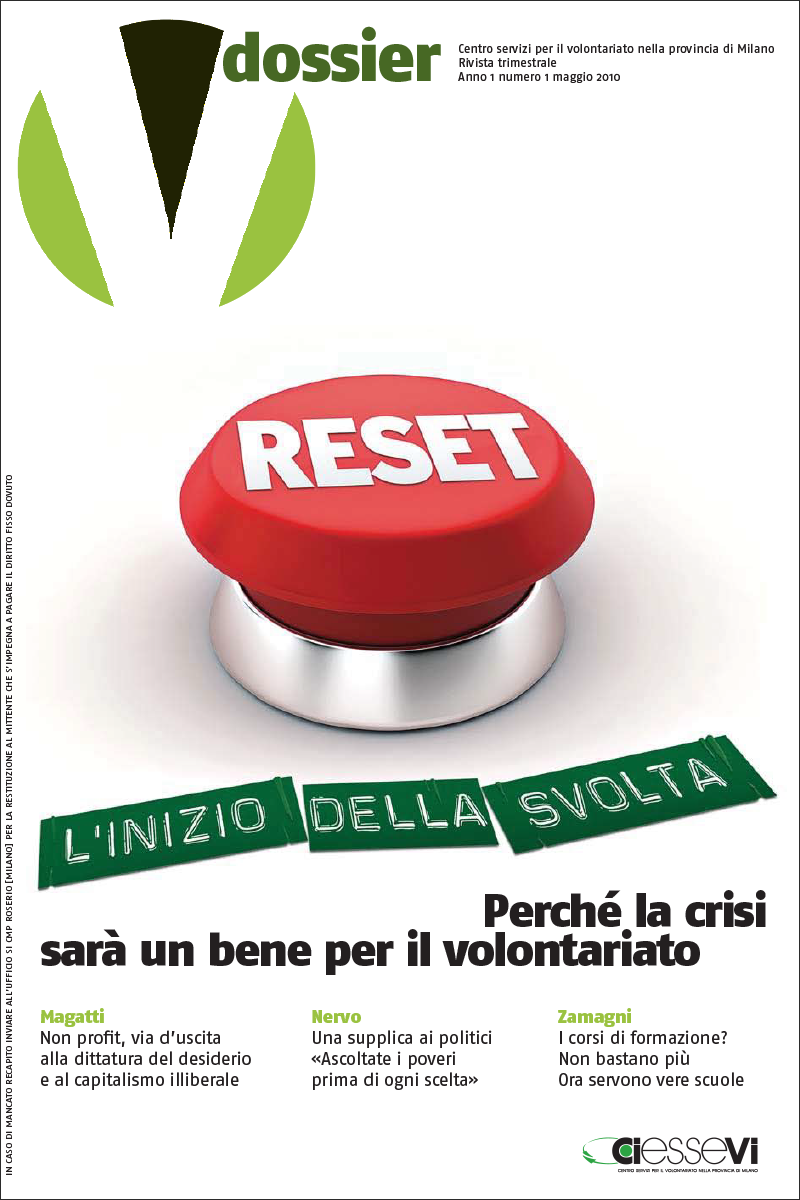 dossier
Centro servizi per il volontariato nella provincia di Milano
Rivista trimestrale
Anno 1 numero 1 maggio 2010
RESET
L'INIZIO DELLA SVOLTA
Perché la crisi
sarà un bene per il volontariato
Magatti
Non profit, via d'uscita
alla dittatura del desiderio
e al capitalismo illiberale
Nervo
Una supplica ai politici
«Ascoltate i poveri
prima di ogni scelta»
Zamagni
I corsi di formazione?
Non bastano più
Ora servono vere scuole
ciesseVi
CENTRO SERVIZI PER IL VOLONTARIATO NELLA PROVINCIA DI MILANO
IN CASO DI MANCATO RECAPITO INVIARE ALL'UFFICIO SI CMP ROSERIO [MILANO] PER LA RESTITUZIONE AL MITTENTE CHE S'IMPEGNA A PAGARE IL DIRITTO FISSO DOVUTO